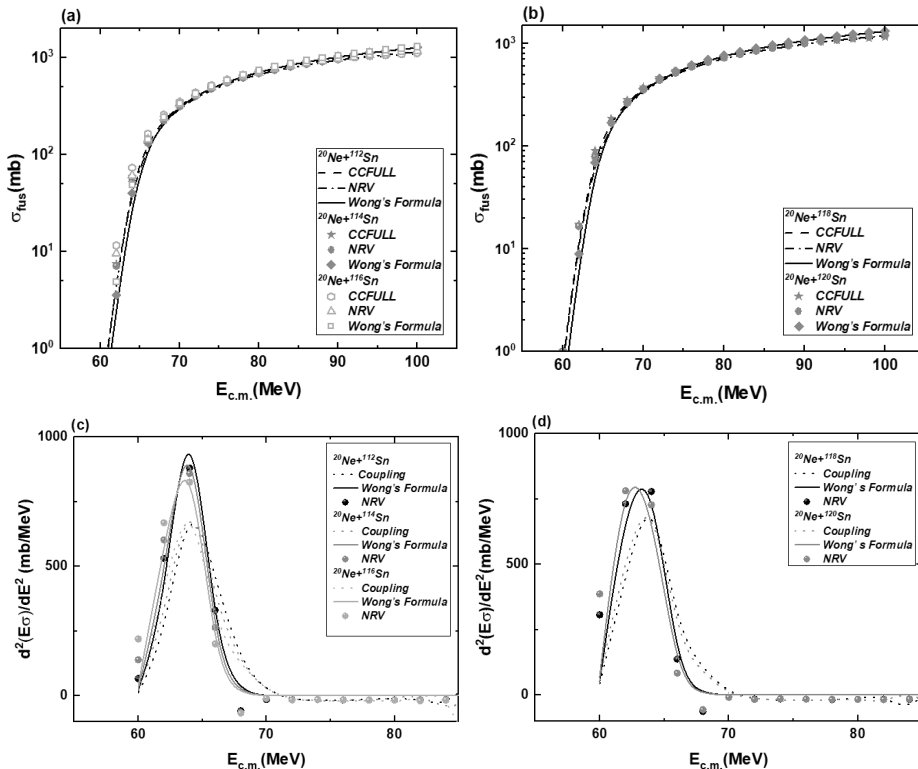 (a)
10³
10²
10¹
10⁰
σfus(mb)
²⁰Ne+¹¹²Sn
CCFULL
NRV
Wong's Formula
²⁰Ne+¹¹⁴Sn
CCFULL
NRV
Wong's Formula
²⁰Ne+¹¹⁶Sn
CCFULL
NRV
Wong's Formula
60 70 80 90 100
Ec.m.(MeV)
(b)
10³
10²
10¹
10⁰
σfus(mb)
²⁰Ne+¹¹⁸Sn
CCFULL
NRV
Wong's Formula
²⁰Ne+¹²⁰Sn
CCFULL
NRV
Wong's Formula
60 70 80 90 100
Ec.m.(MeV)
(c)
1000
750
500
250
0
d²(Eσ)/dE² (mb/MeV)
²⁰Ne+¹¹²Sn
Coupling
Wong's Formula
NRV
²⁰Ne+¹¹⁴Sn
Coupling
Wong's Formula
NRV
²⁰Ne+¹¹⁶Sn
Coupling
Wong's Formula
NRV
60 70 80
Ec.m.(MeV)
(d)
1000
750
500
250
0
d²(Eσ)/dE² (mb/MeV)
²⁰Ne+¹¹⁸Sn
Coupling
Wong' s Formula
NRV
²⁰Ne+¹²⁰Sn
Coupling
Wong' s Formula
NRV
60 70 80
Ec.m.(MeV)